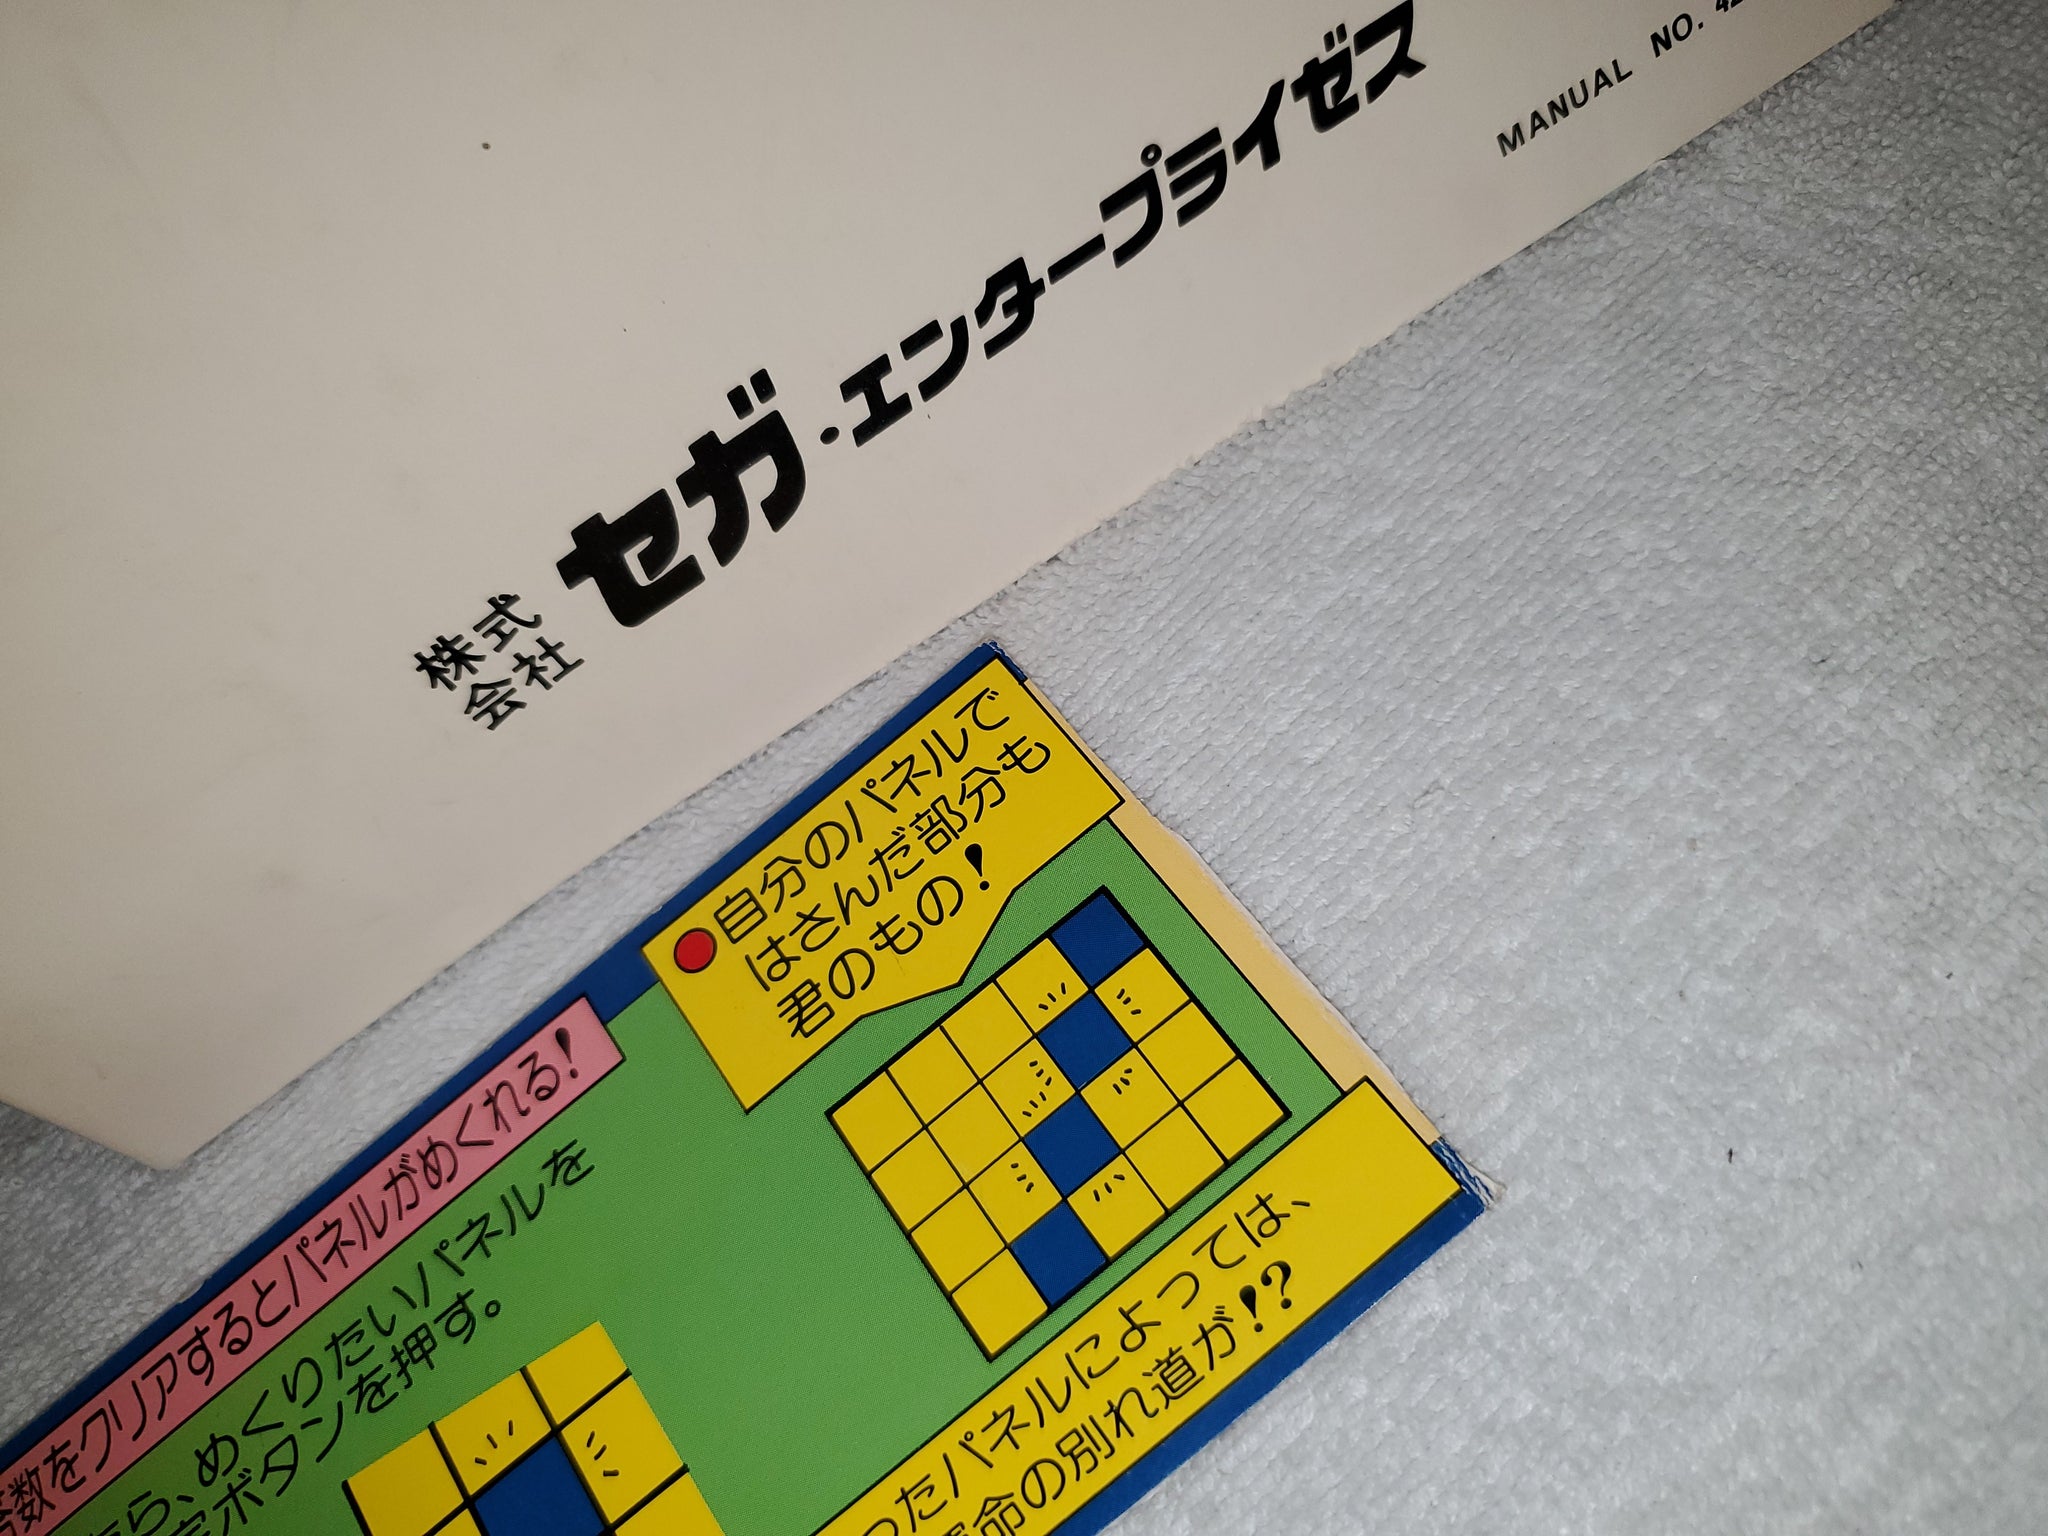 株式
会社
セガ・エンタープライゼス
MANUAL NO. 42
●自分のパネルで
はさんだ部分も
君のもの!
数をクリアするとパネルがめくれる!
たら、めくりたいパネルを
定ボタンを押す。
ったパネルによっては、
運命の別れ道が!?